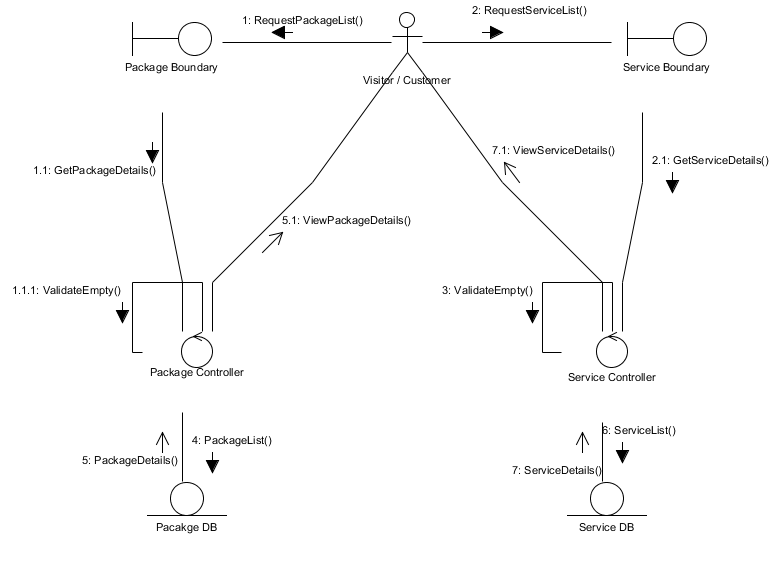 1: RequestPackageList()
2: RequestServiceList()
Package Boundary
Visitor / Customer
Service Boundary
1.1: GetPackageDetails()
7.1: ViewServiceDetails()
2.1: GetServiceDetails()
5.1: ViewPackageDetails()
1.1.1: ValidateEmpty()
3: ValidateEmpty()
Package Controller
Service Controller
4: PackageList()
6: ServiceList()
5: PackageDetails()
7: ServiceDetails()
Pacakge DB
Service DB